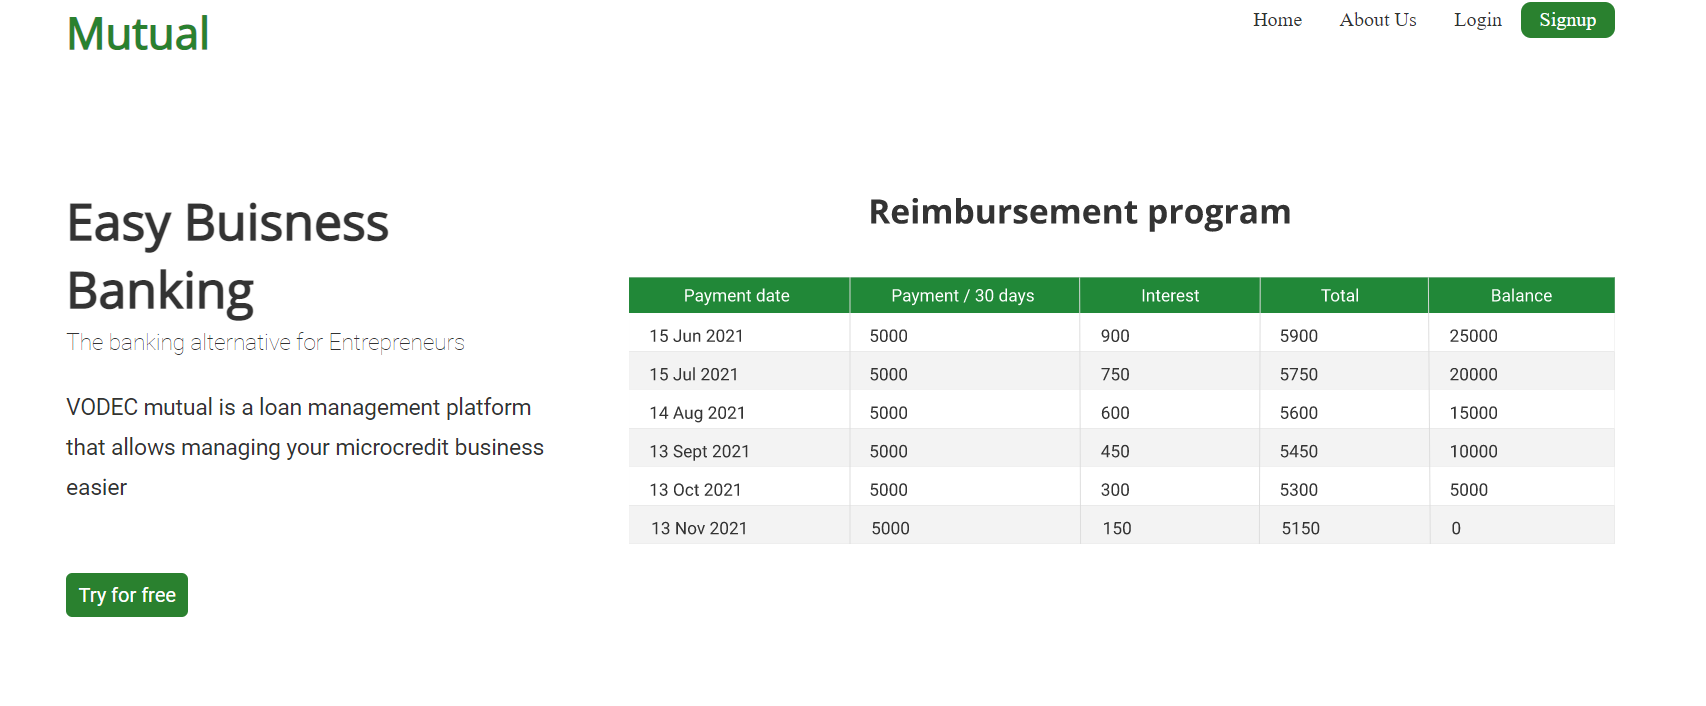 Mutual
Home About Us Login Signup
Easy Buisness
Banking
The banking alternative for Entrepreneurs
VODEC mutual is a loan management platform
that allows managing your microcredit business
easier
Try for free
Reimbursement program
Payment date Payment / 30 days Interest Total Balance
15 Jun 2021 5000 900 5900 25000
15 Jul 2021 5000 750 5750 20000
14 Aug 2021 5000 600 5600 15000
13 Sept 2021 5000 450 5450 10000
13 Oct 2021 5000 300 5300 5000
13 Nov 2021 5000 150 5150 0